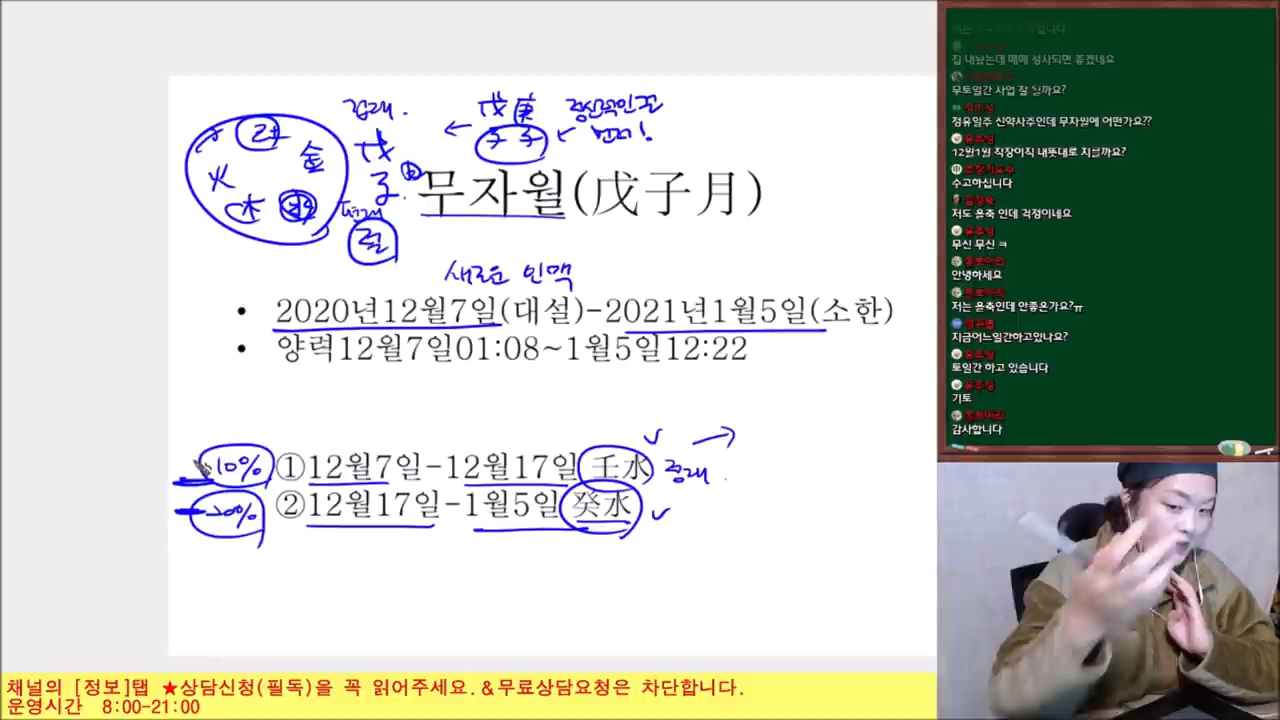 戊庚
子子
戊
子
金
火
水
무자월(戊子月)
새로운 인맥
• 2020년12월7일(대설)-2021년1월5일(소한)
• 양력12월7일01:08~1월5일12:22
10% ①12월7일-12월17일 壬水
20% ②12월17일-1월5일 癸水
집 내놨는데 매매 성사되면 좋겠네요
무토일간 사업 잘 될까요?
정유일주 신약사주인데 무자월에 어떤가요??
12월1월 직장이직 내뜻대로 지를까요?
수고하십니다
저도 을축 인데 걱정이네요
무신 무신 ㅋ
안녕하세요
저는 을축인데 안좋은가요?ㅠ
지금어느일간하고있나요?
토일간 하고 있습니다
기토
감사합니다
채널의 [정보]탭 ★상담신청(필독)을 꼭 읽어주세요.&무료상담요청은 차단합니다.
운영시간 8:00-21:00